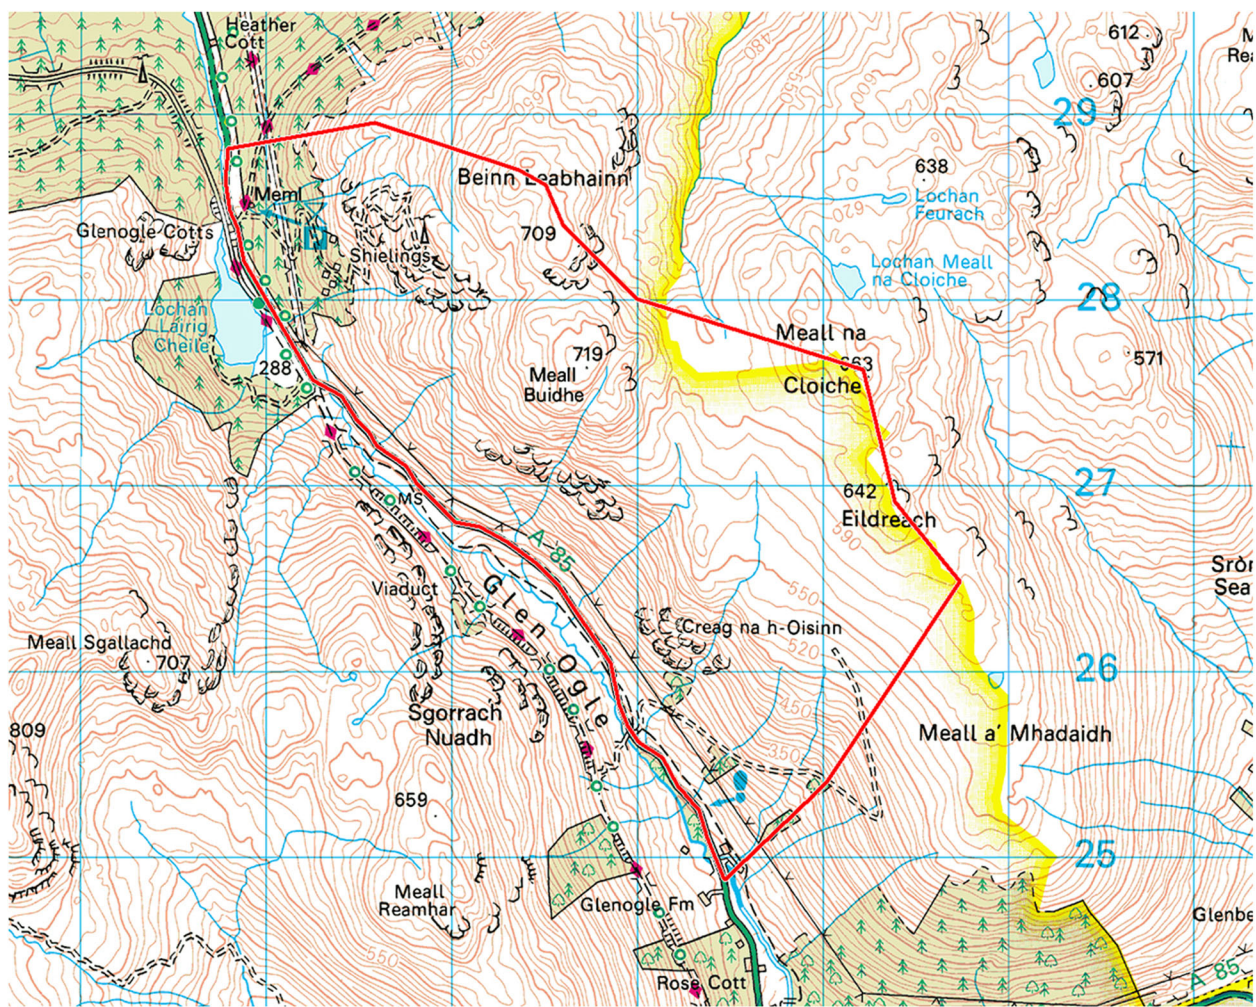 Heather
Cott
480
500
650
612
607
29
Beinn Leabhainn
638
Lochan
Feurach
620
Meml
Glenogle Cotts
Shielings
709
Lochan Meall
na Cloiche
28
Lochan
Lairig
Cheile
Meall na
663
Cloiche
571
288
719
Meall
Buidhe
27
MS
642
Eildreach
590
A 85
Viaduct
550
Glen Ogle
Creag na h-Oisinn
520
Meall Sgallachd
707
26
450
Sgorrach
Nuadh
Meall a' Mhadaidh
809
350
659
25
Meall
Reamhar
Glenogle Fm
550
Rose Cott
A 85